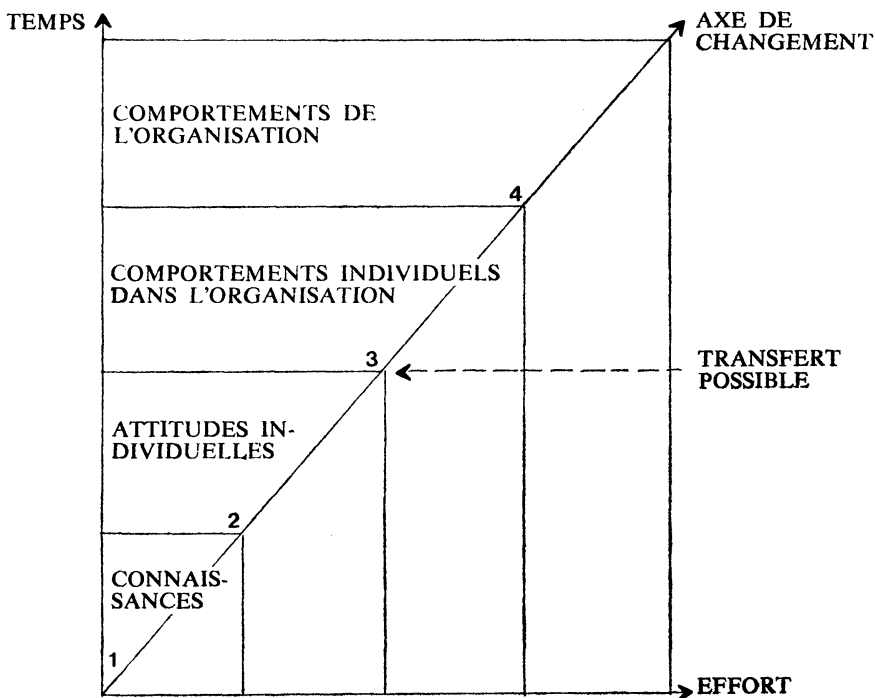 TEMPS
AXE DE
CHANGEMENT
COMPORTEMENTS DE
L'ORGANISATION
4
COMPORTEMENTS INDIVIDUELS
DANS L'ORGANISATION
3
TRANSFERT
POSSIBLE
ATTITUDES IN-
DIVIDUELLES
2
CONNAIS-
SANCES
1
EFFORT